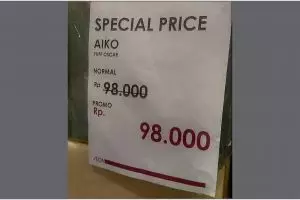 SPECIAL PRICE
AIKO
NORMAL
Rp. 98.000
PROMO
Rp.
98.000